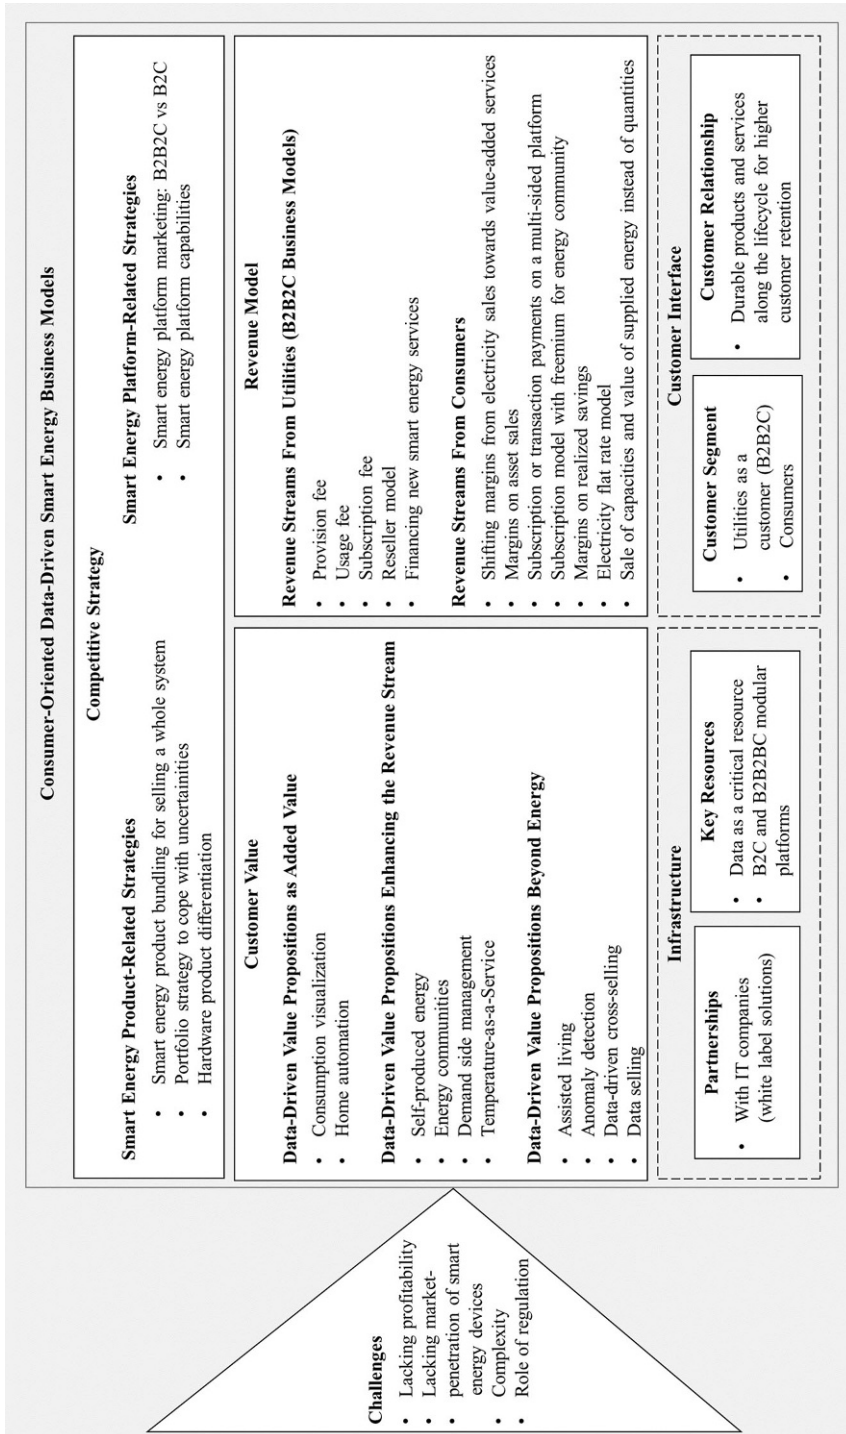 Consumer-Oriented Data-Driven Smart Energy Business Models
Competitive Strategy
Smart Energy Product-Related Strategies
• Smart energy product bundling for selling a whole system
• Portfolio strategy to cope with uncertainities
• Hardware product differentiation
Smart Energy Platform-Related Strategies
• Smart energy platform marketing: B2B2C vs B2C
• Smart energy platform capabilities
Customer Value
Data-Driven Value Propositions as Added Value
• Consumption visualization
• Home automation
Data-Driven Value Propositions Enhancing the Revenue Stream
• Self-produced energy
• Energy communities
• Demand side management
• Temperature-as-a-Service
Data-Driven Value Propositions Beyond Energy
• Assisted living
• Anomaly detection
• Data-driven cross-selling
• Data selling
Revenue Model
Revenue Streams From Utilities (B2B2C Business Models)
• Provision fee
• Usage fee
• Subscription fee
• Reseller model
• Financing new smart energy services
Revenue Streams From Consumers
• Shifting margins from electricity sales towards value-added services
• Margins on asset sales
• Subscription or transaction payments on a multi-sided platform
• Subscription model with freemium for energy community
• Margins on realized savings
• Electricity flat rate model
• Sale of capacities and value of supplied energy instead of quantities
Infrastructure
Partnerships
• With IT companies
(white label solutions)
Key Resources
• Data as a critical resource
• B2C and B2B2BC modular
platforms
Customer Interface
Customer Segment
• Utilities as a
customer (B2B2C)
• Consumers
Customer Relationship
• Durable products and services
along the lifecycle for higher
customer retention
Challenges
• Lacking profitability
• Lacking market-
• penetration of smart
energy devices
• Complexity
• Role of regulation